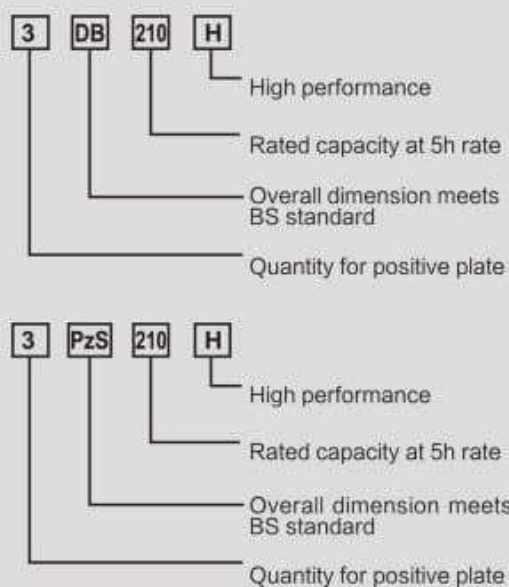 3 DB 210 H
High performance
Rated capacity at 5h rate
Overall dimension meets
BS standard
Quantity for positive plate
3 PzS 210 H
High performance
Rated capacity at 5h rate
Overall dimension meets
BS standard
Quantity for positive plate